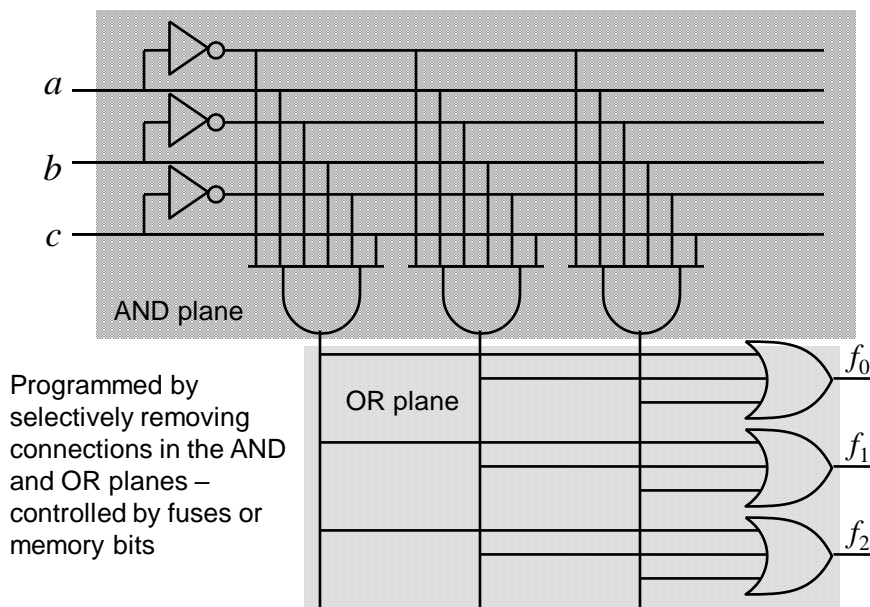 a
b
c
AND plane
Programmed by
selectively removing
connections in the AND
and OR planes –
controlled by fuses or
memory bits
OR plane
f0
f1
f2